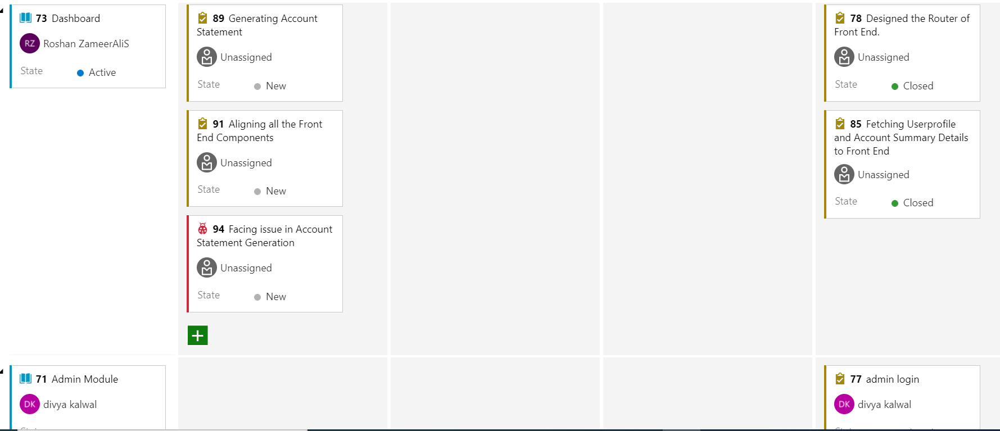 73 Dashboard
RZ Roshan ZameerAliS
State Active
89 Generating Account
Statement
Unassigned
State New
91 Aligning all the Front
End Components
Unassigned
State New
94 Facing issue in Account
Statement Generation
Unassigned
State New
78 Designed the Router of
Front End.
Unassigned
State Closed
85 Fetching Userprofile
and Account Summary Details
to Front End
Unassigned
State Closed
71 Admin Module
DK divya kalwal
77 admin login
DK divya kalwal